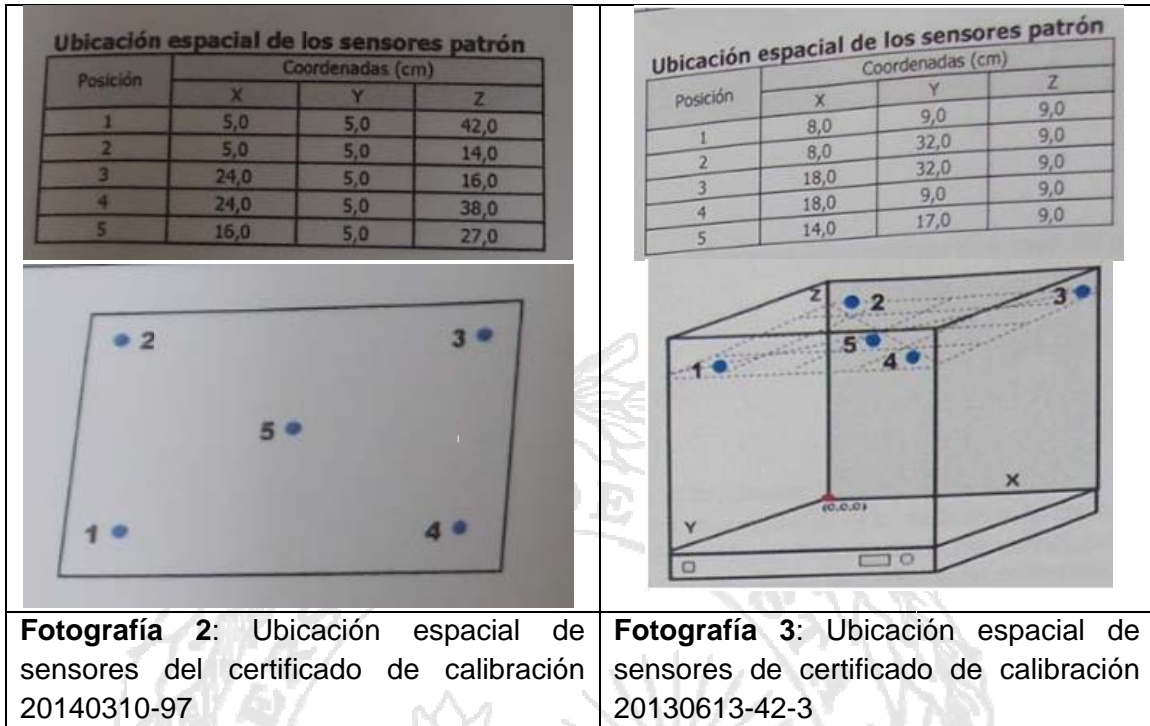 Ubicación espacial de los sensores patrón
Posición Coordenadas (cm)
X Y Z
1 5,0 5,0 42,0
2 5,0 5,0 14,0
3 24,0 5,0 16,0
4 24,0 5,0 38,0
5 16,0 5,0 27,0
2 3
5
1 4
Fotografía 2: Ubicación espacial de
sensores del certificado de calibración
20140310-97
Ubicación espacial de los sensores patrón
Posición Coordenadas (cm)
X Y Z
1 8,0 9,0 9,0
2 8,0 32,0 9,0
3 18,0 32,0 9,0
4 18,0 9,0 9,0
5 14,0 17,0 9,0
Z 2 3
5
1 4
X
(0,0,0)
Y
Fotografía 3: Ubicación espacial de
sensores de certificado de calibración
20130613-42-3